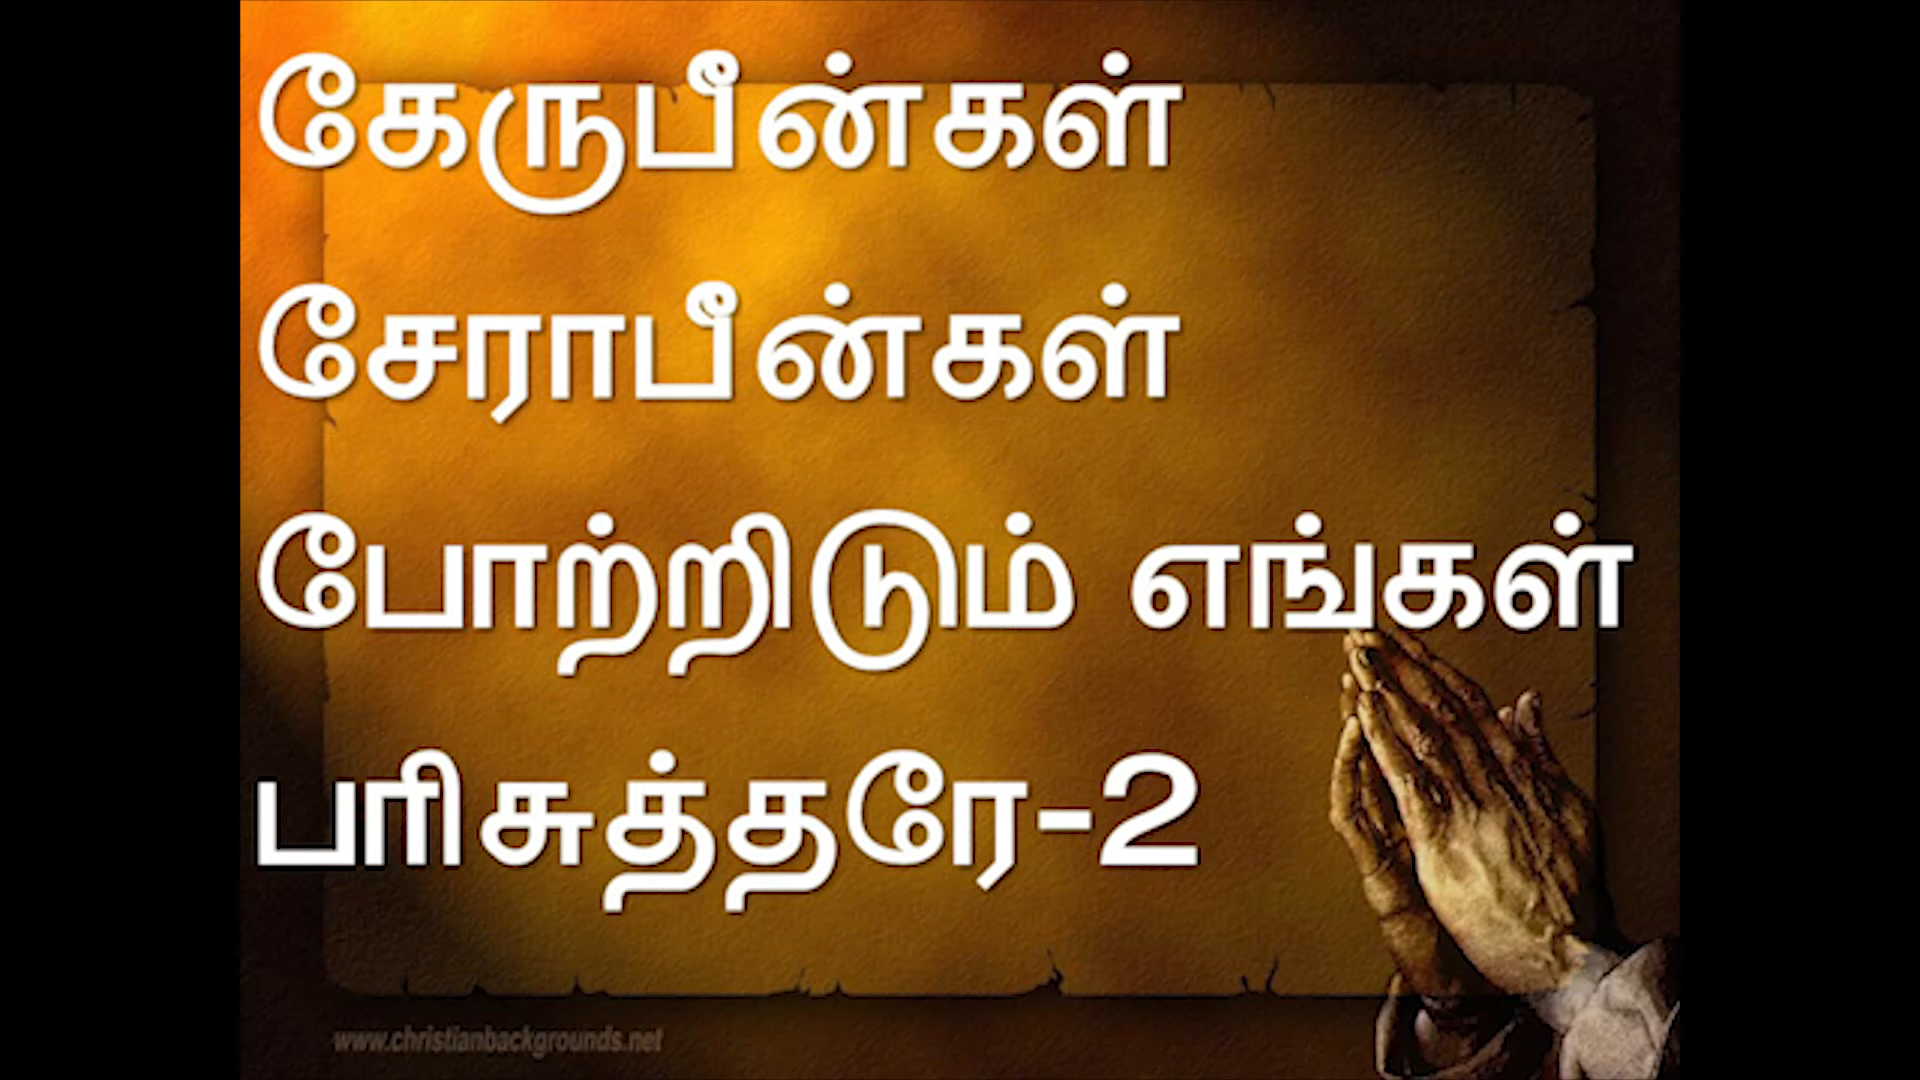 கேருபீன்கள்
சேராபீன்கள்
போற்றிடும் எங்கள்
பரிசுத்தரே-2
www.christianbackgrounds.net